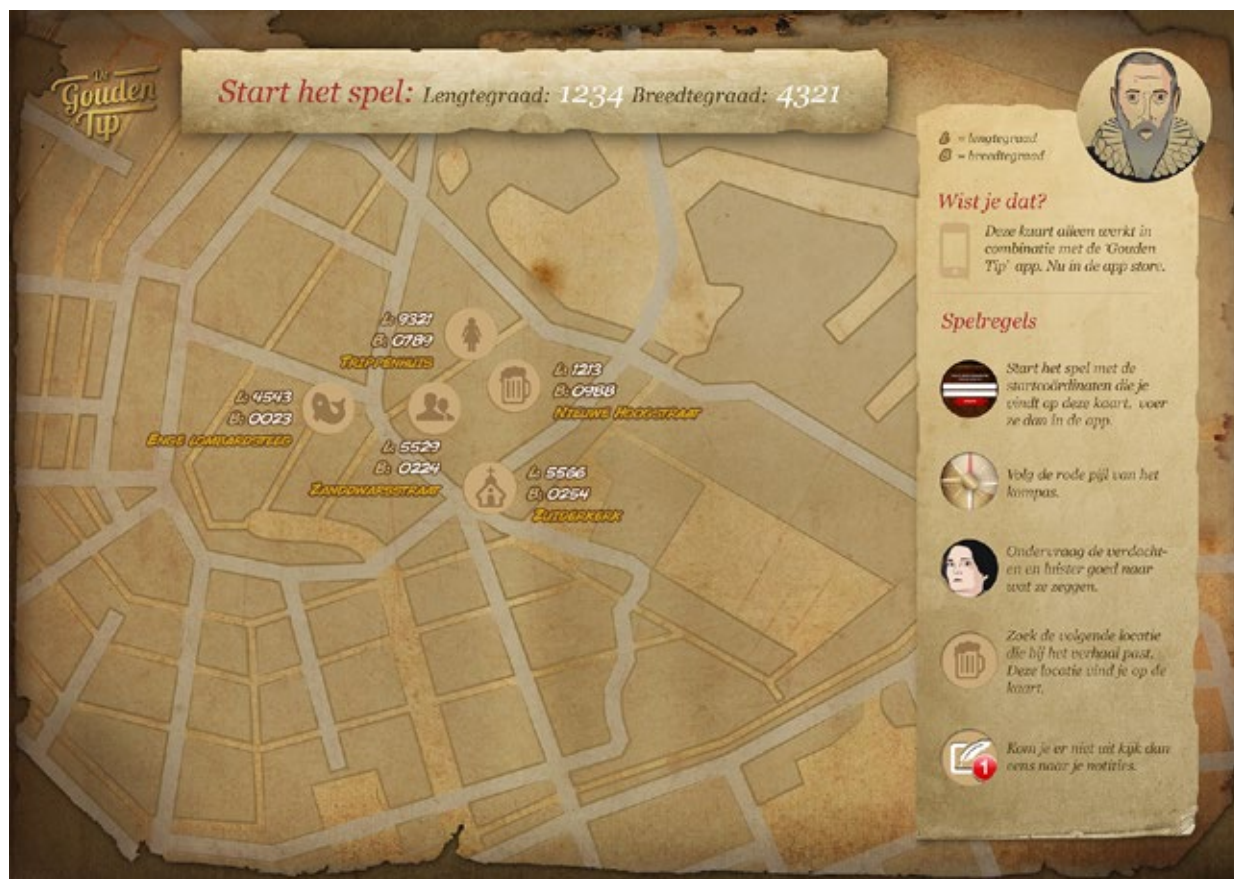 De
Gouden
Tip
Start het spel: Lengtegraad: 1234 Breedtegraad: 4321
L: 9321
B: 0789
Trippenhuis
L: 1213
B: 0988
Nieuwe Hoogstraat
L: 4543
B: 0023
Enge Lombardsteeg
L: 5529
B: 0224
L: 5566
B: 0254
Zuiderkerk
L = lengtegraad
B = breedtegraad
Wist je dat?
Deze kaart alleen werkt in
combinatie met de 'Gouden
Tip' app. Nu in de app store.
Spelregels
Start het spel met de
startcoördinaten die je
vindt op deze kaart, voer
ze dan in de app.
Volg de rode pijl van het
kompas.
Ondervraag de verdacht-
en en luister goed naar
wat ze zeggen.
Zoek de volgende locatie
die bij het verhaal past.
Deze locatie vind je op de
kaart.
Kom je er niet uit kijk dan
eens naar je notities.
1